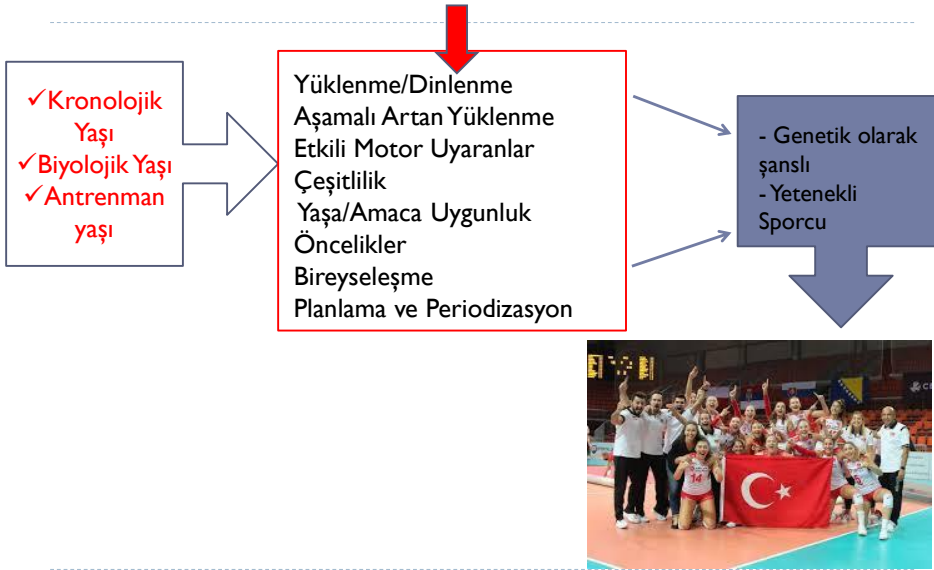 ✓Kronolojik
Yaşı
✓Biyolojik Yaşı
✓Antrenman
yaşı
Yüklenme/Dinlenme
Aşamalı Artan Yüklenme
Etkili Motor Uyaranlar
Çeşitlilik
Yaşa/Amaca Uygunluk
Öncelikler
Bireyseleşme
Planlama ve Periodizasyon
- Genetik olarak
şanslı
- Yetenekli
Sporcu
14